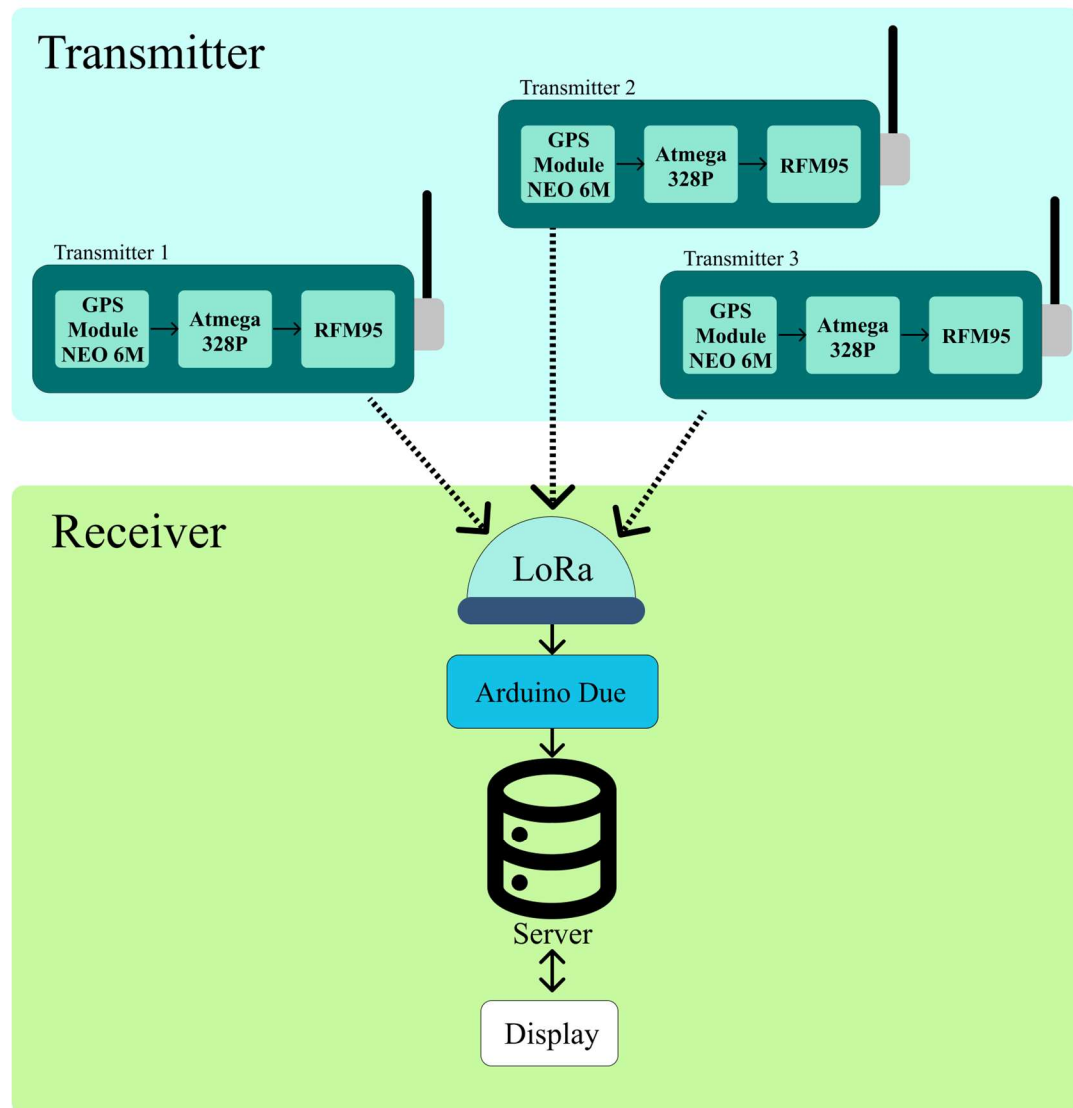 Transmitter
Transmitter 2
GPS
Module
NEO 6M
Atmega
328P
RFM95
Transmitter 1
GPS
Module
NEO 6M
Atmega
328P
RFM95
Transmitter 3
GPS
Module
NEO 6M
Atmega
328P
RFM95
Receiver
LoRa
Arduino Due
Server
Display